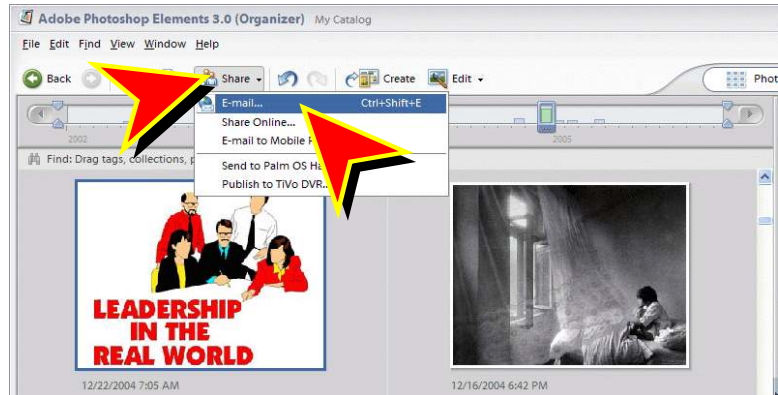 Adobe Photoshop Elements 3.0 (Organizer) My Catalog
File Edit Find View Window Help
Back Share Create Edit Phot
E-mail... Ctrl+Shift+E
Share Online...
E-mail to Mobile
Send to Palm OS
Publish to TiVo DVR...
2002 2005
Find: Drag tags, collections,
LEADERSHIP
IN THE
REAL WORLD
12/22/2004 7:05 AM 12/16/2004 6:42 PM